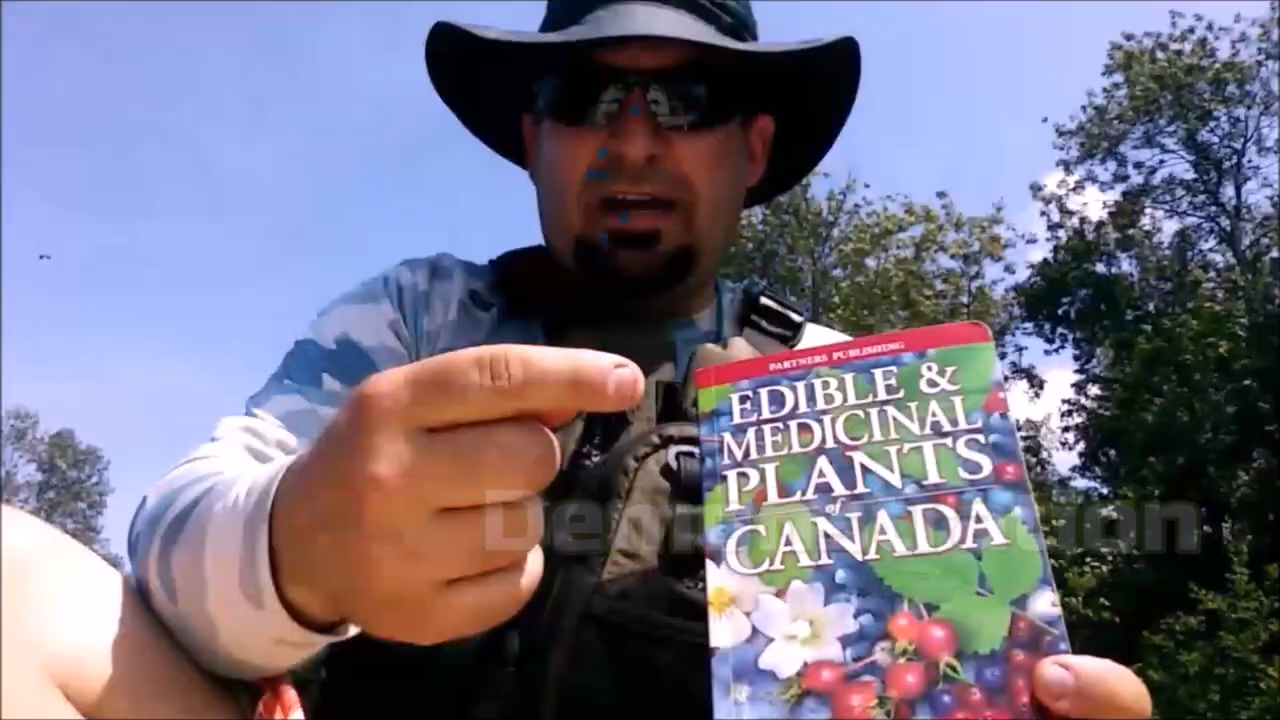 PARTNERS PUBLISHING
EDIBLE &
MEDICINAL
PLANTS
of
CANADA